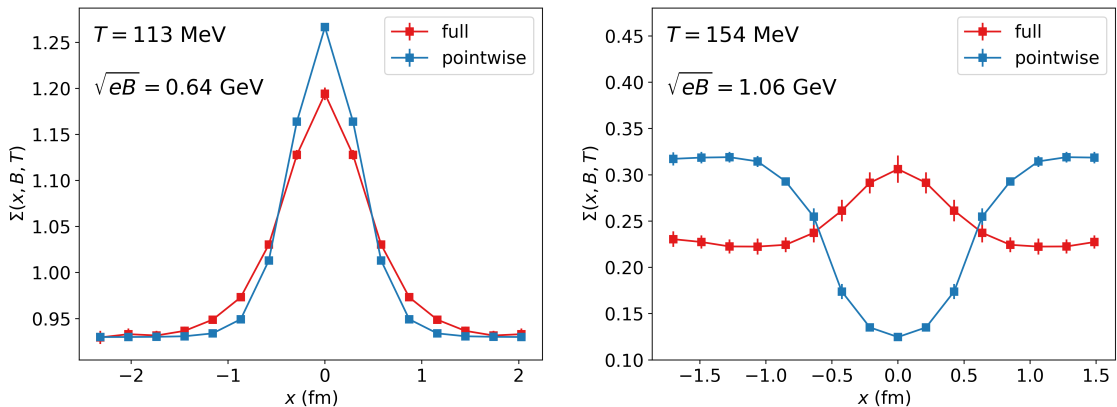 T = 113 MeV
√eB = 0.64 GeV
full
pointwise
1.25
1.20
1.15
1.10
1.05
1.00
0.95
Σ(x, B, T)
−2
−1
0
1
2
x (fm)
T = 154 MeV
√eB = 1.06 GeV
full
pointwise
0.45
0.40
0.35
0.30
0.25
0.20
0.15
0.10
Σ(x, B, T)
−1.5
−1.0
−0.5
0.0
0.5
1.0
1.5
x (fm)